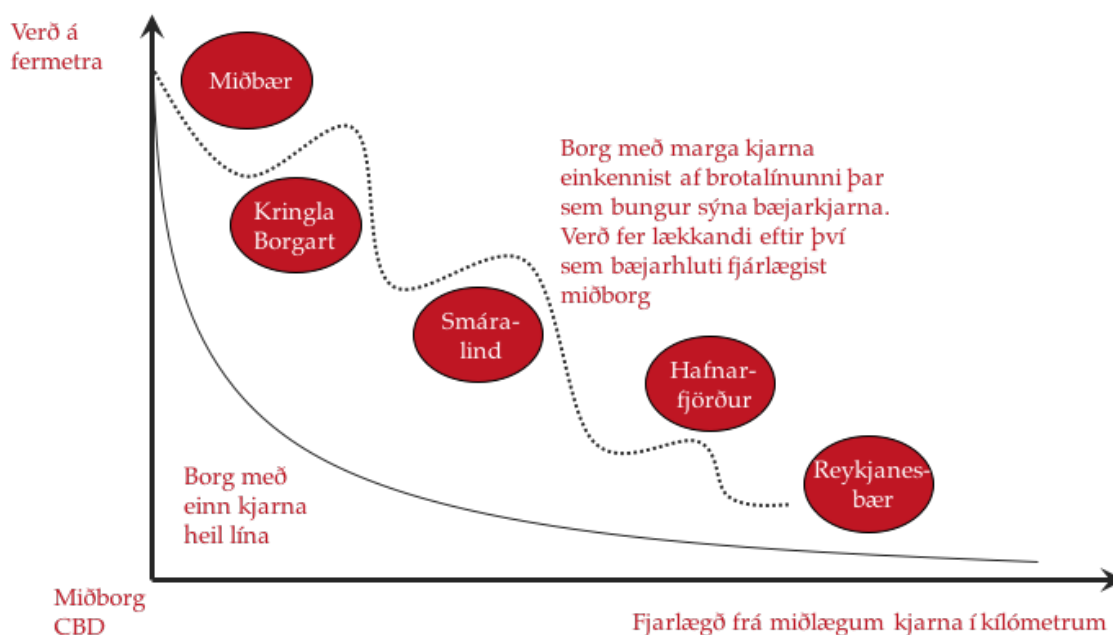 Verð á
fermetra
Miðbær
Kringla
Borgart
Borg með marga kjarna
einkennist af brotalínunni þar
sem bungur sýna bæjarkjarna.
Verð fer lækkandi eftir því
sem bæjarhluti fjárlægist
miðborg
Smára-
lind
Hafnar-
fjörður
Reykjanes-
bær
Borg með
einn kjarna
heil lína
Miðborg
CBD
Fjarlægð frá miðlægum kjarna í kílómetrum